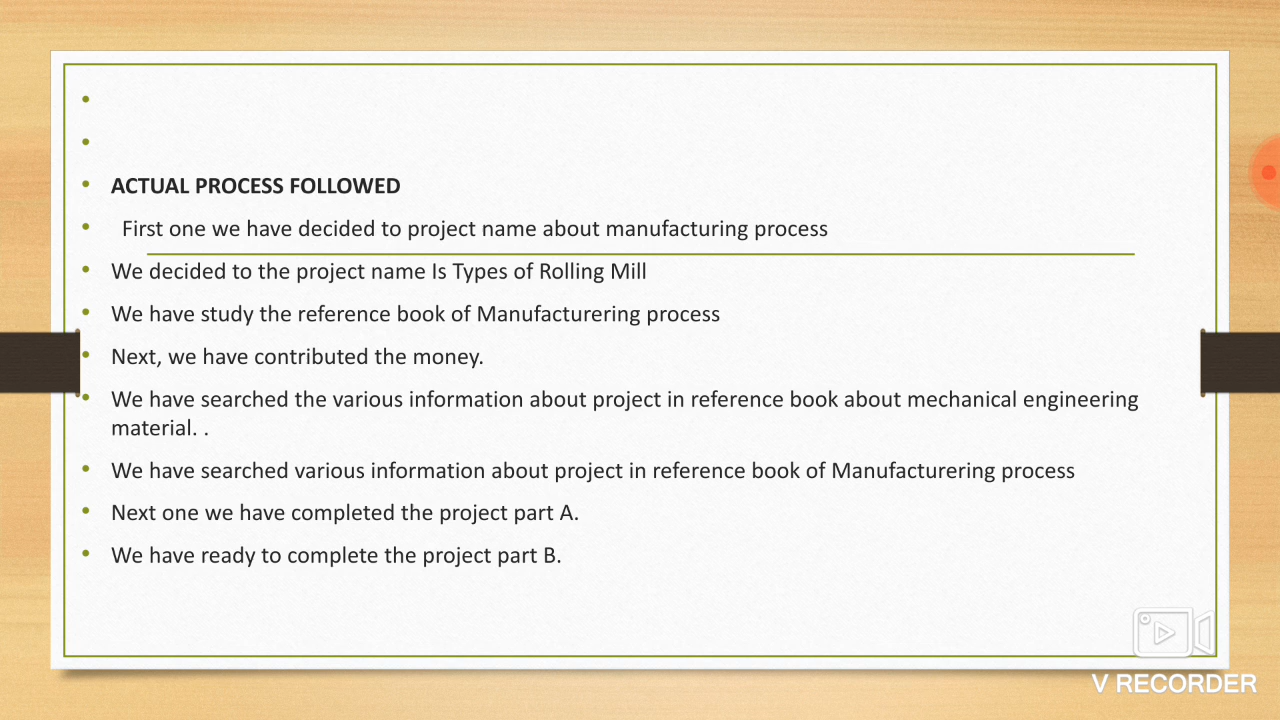 • 
• 
• ACTUAL PROCESS FOLLOWED
• First one we have decided to project name about manufacturing process
• We decided to the project name Is Types of Rolling Mill
• We have study the reference book of Manufacturering process
• Next, we have contributed the money.
• We have searched the various information about project in reference book about mechanical engineering
material. .
• We have searched various information about project in reference book of Manufacturering process
• Next one we have completed the project part A.
• We have ready to complete the project part B.
V RECORDER